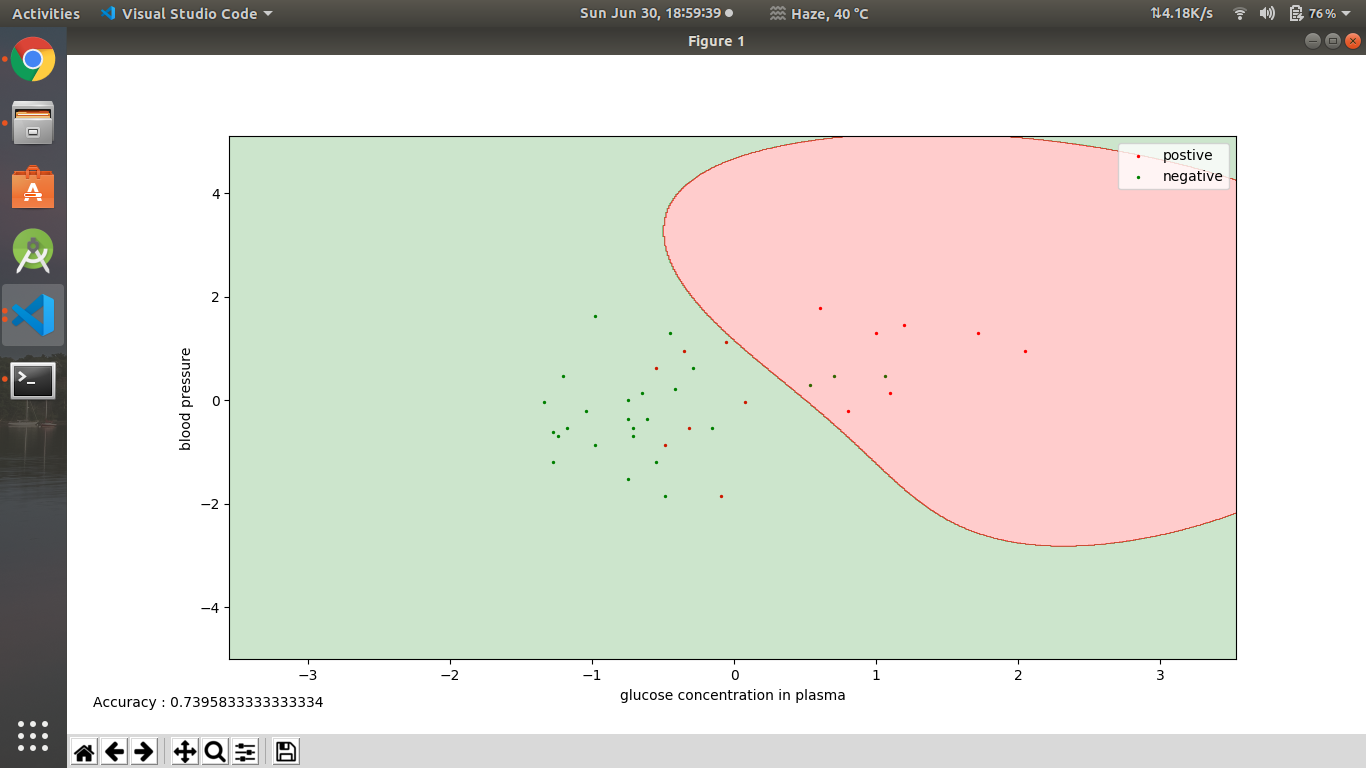 Activities Visual Studio Code Sun Jun 30, 18:59:39 Haze, 40 °C 4.18K/s 76%
Figure 1
postive
negative
4
2
0
−2
−4
blood pressure
−3 −2 −1 0 1 2 3
glucose concentration in plasma
Accuracy : 0.7395833333333334